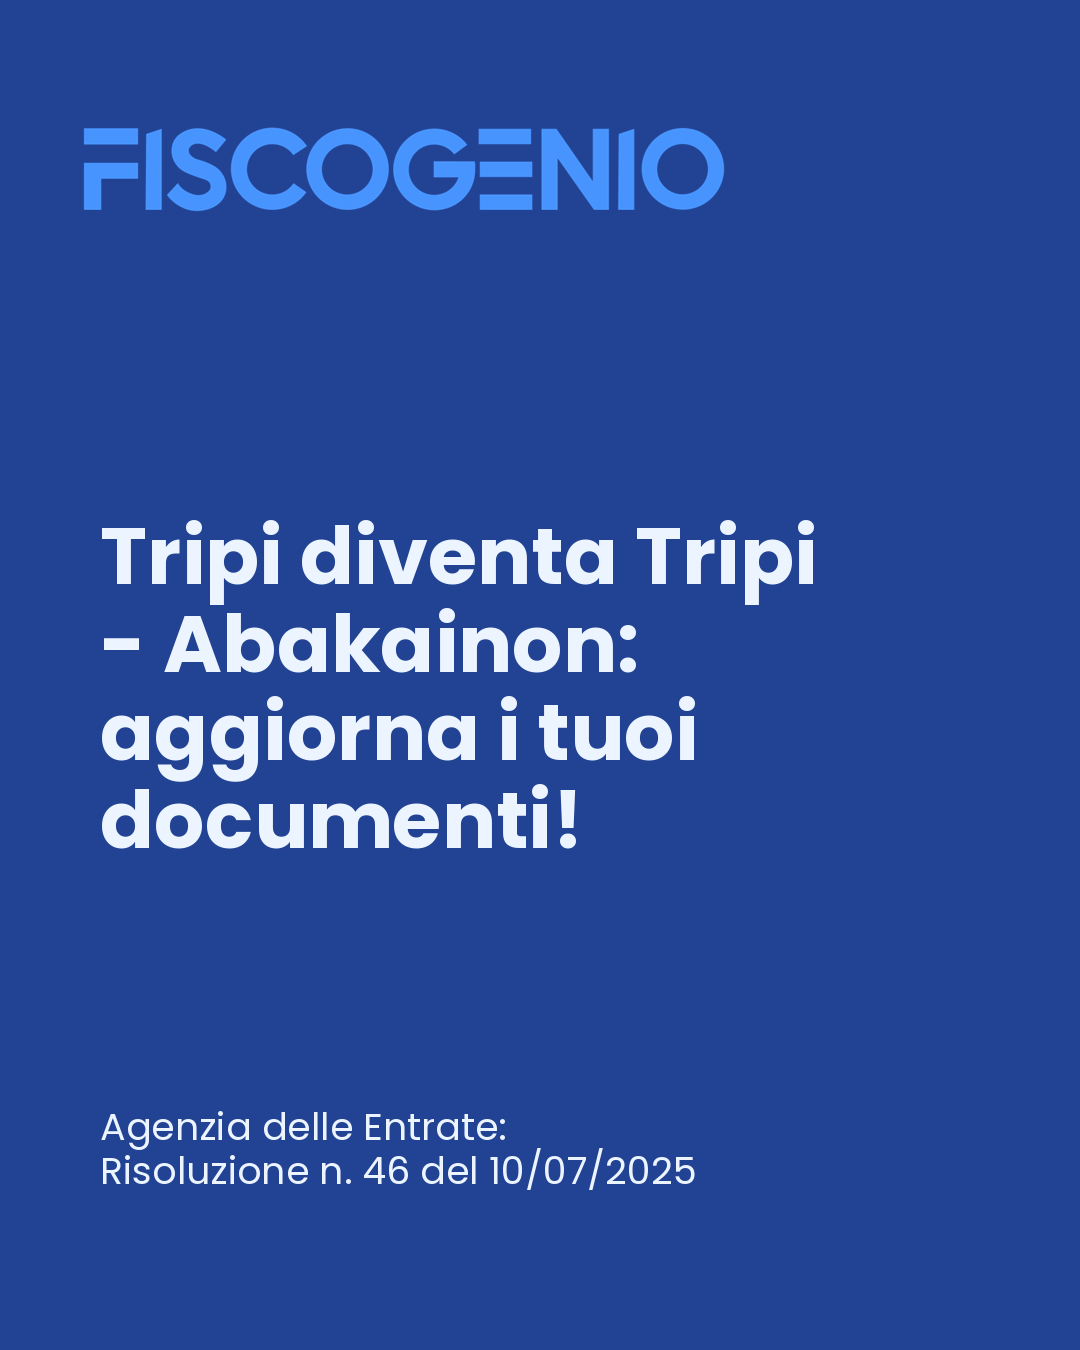 FISCOGENIO
Tripi diventa Tripi
- Abakainon:
aggiorna i tuoi
documenti!
Agenzia delle Entrate:
Risoluzione n. 46 del 10/07/2025